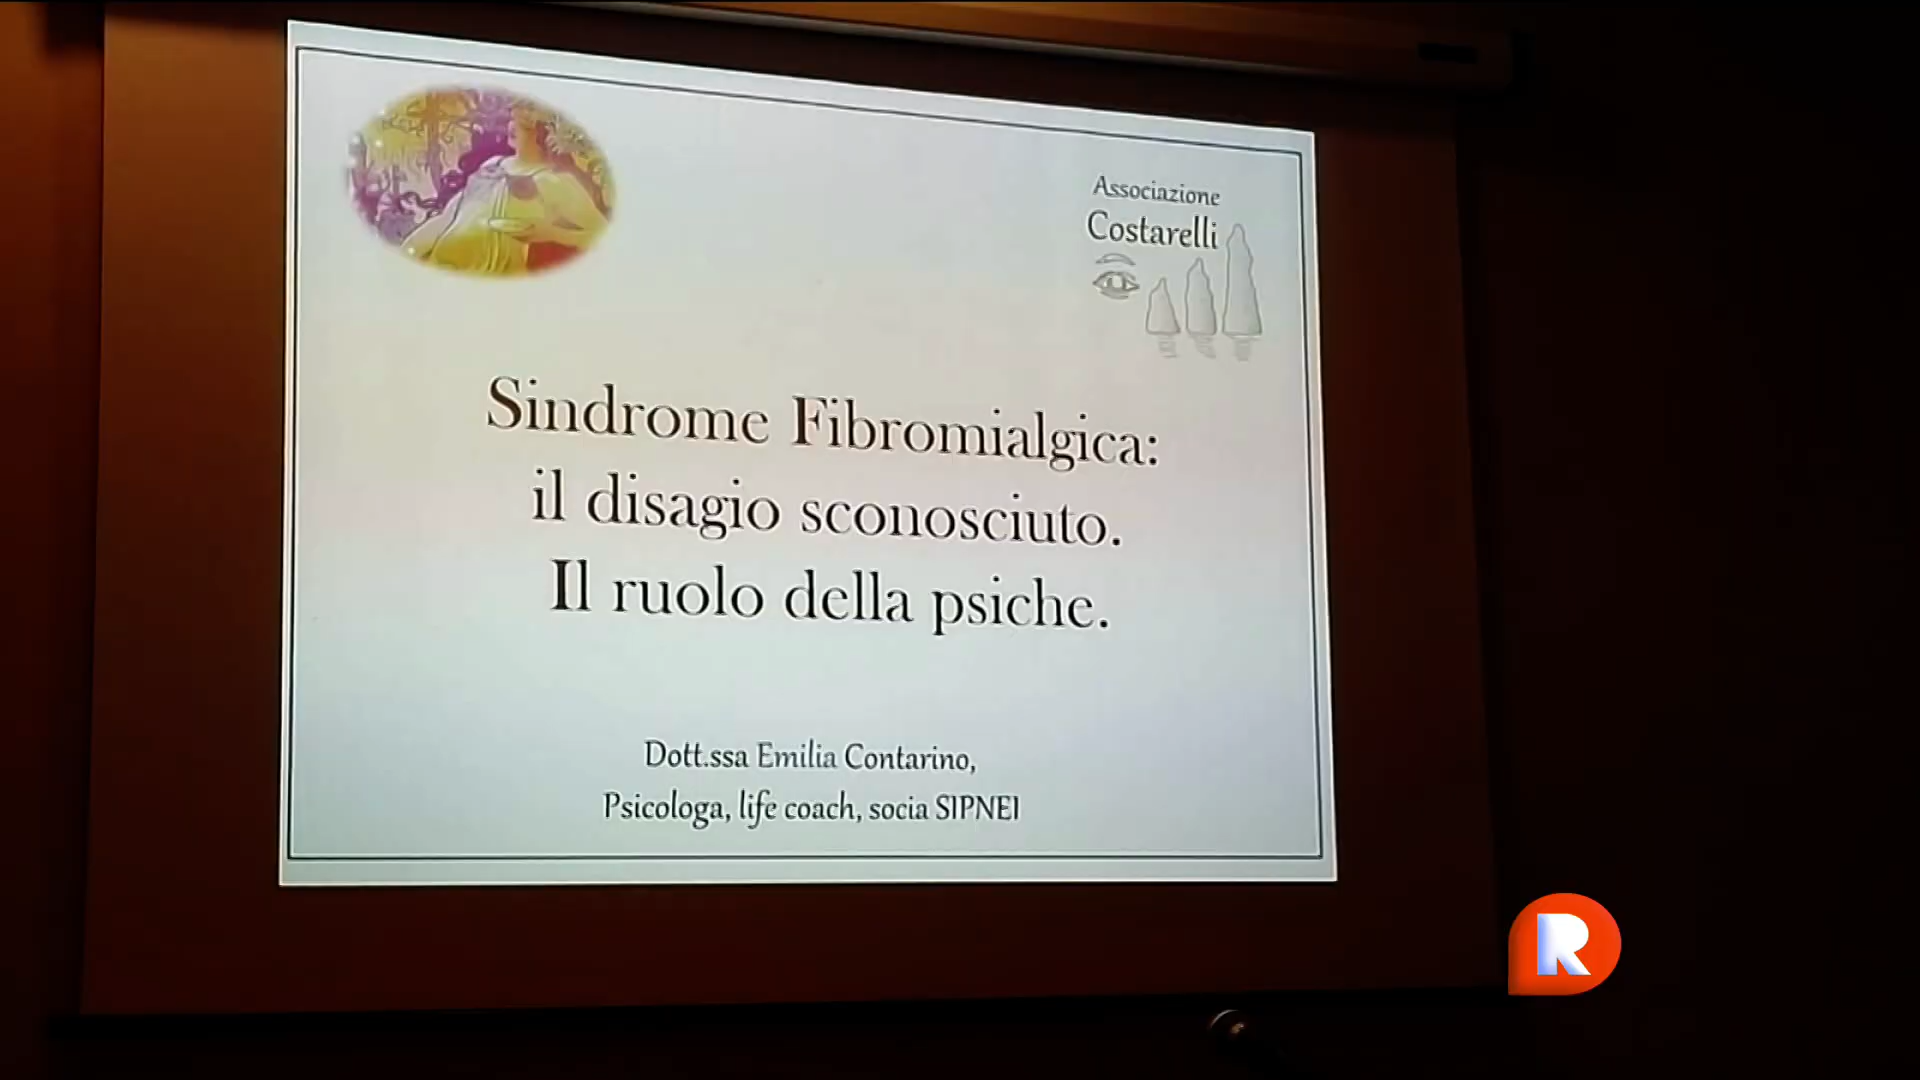 Associazione
Costarelli
Sindrome Fibromialgica:
il disagio sconosciuto.
Il ruolo della psiche.
Dott.ssa Emilia Contarino,
Psicologa, life coach, socia SIPNEI
R